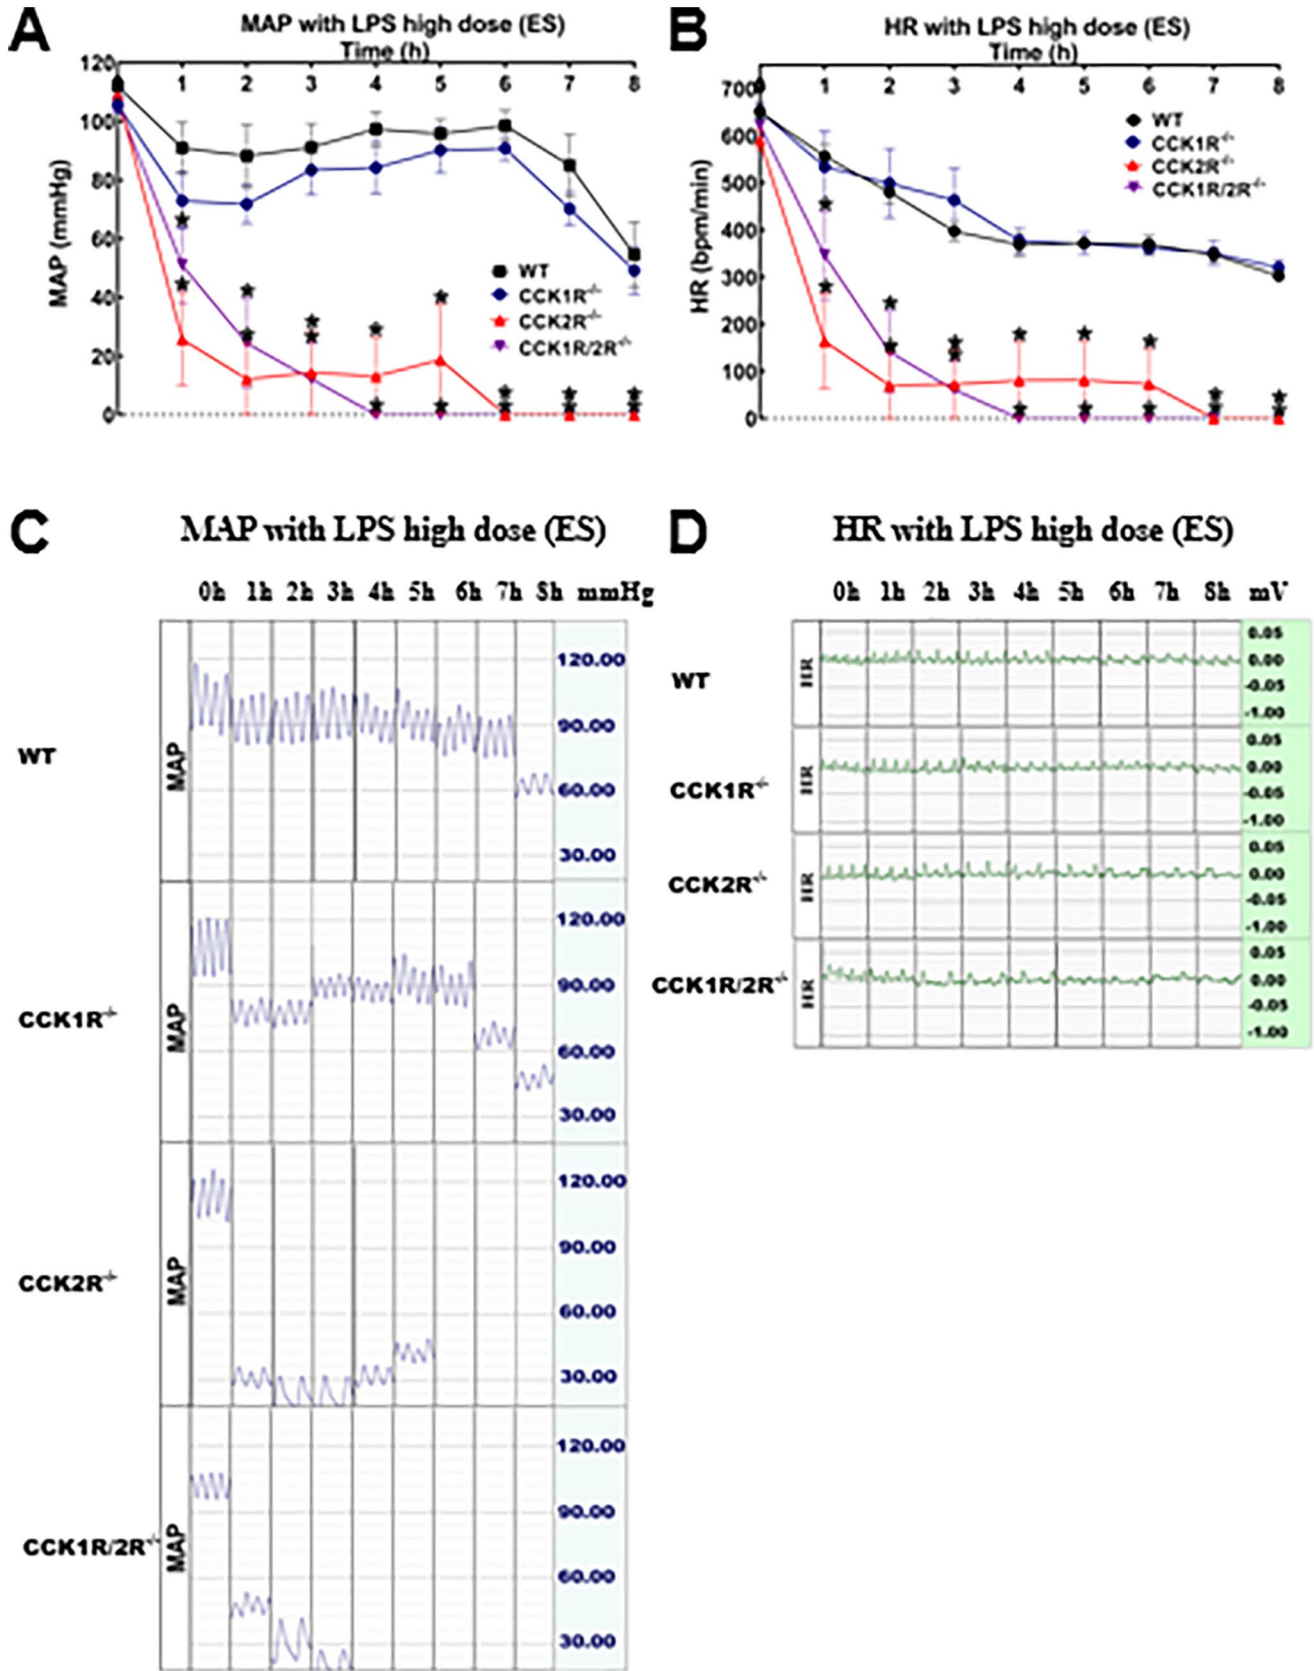 A
MAP with LPS high dose (ES)
Time (h)
1 2 3 4 5 6 7 8
120
100
80
60
40
20
0
MAP (mmHg)
WT
CCK1R-/-
CCK2R-/-
CCK1R/2R-/-
B
HR with LPS high dose (ES)
Time (h)
1 2 3 4 5 6 7 8
700
600
500
400
300
200
100
0
HR (bpm/min)
WT
CCK1R-/-
CCK2R-/-
CCK1R/2R-/-
C
MAP with LPS high dose (ES)
0h 1h 2h 3h 4h 5h 6h 7h 8h mmHg
WT
MAP
120.00
90.00
60.00
30.00
CCK1R-/-
MAP
120.00
90.00
60.00
30.00
CCK2R-/-
MAP
120.00
90.00
60.00
30.00
CCK1R/2R-/-
MAP
120.00
90.00
60.00
30.00
D
HR with LPS high dose (ES)
0h 1h 2h 3h 4h 5h 6h 7h 8h mV
WT
HR
0.05
0.00
-0.05
-1.00
CCK1R-/-
HR
0.05
0.00
-0.05
-1.00
CCK2R-/-
HR
0.05
0.00
-0.05
-1.00
CCK1R/2R-/-
HR
0.05
0.00
-0.05
-1.00